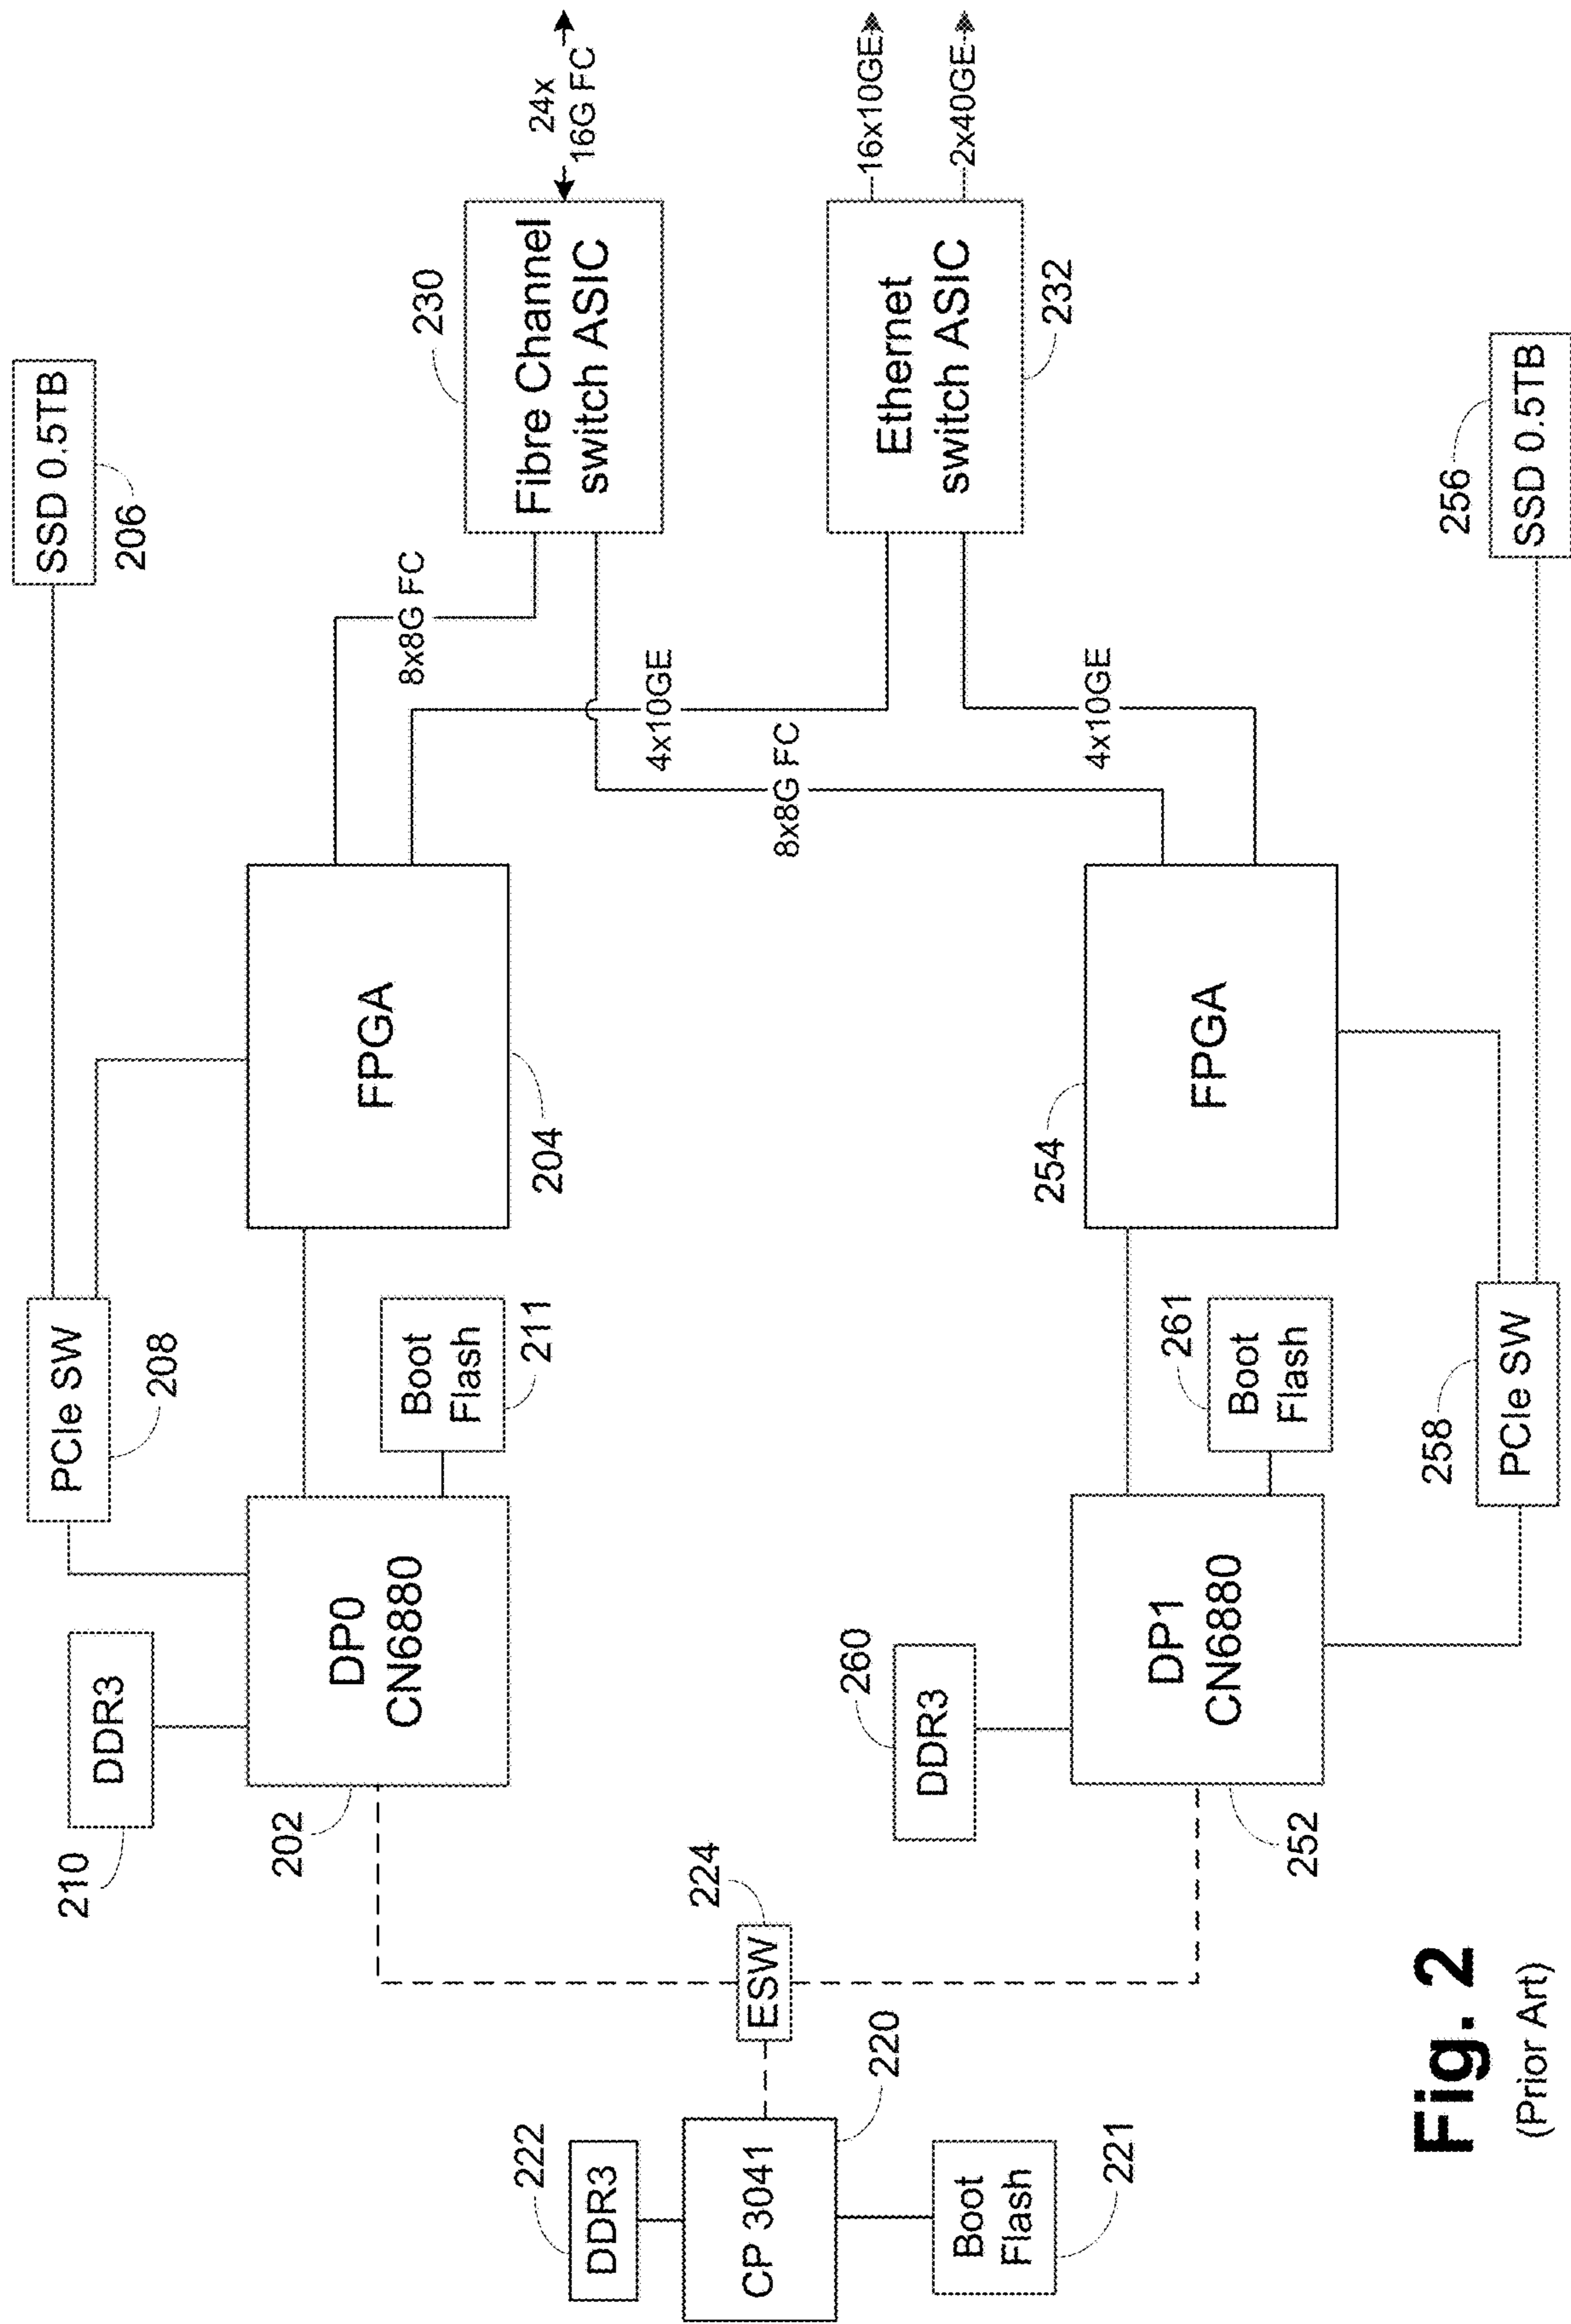 SSD 0.5TB
206
PCIe SW
208
DDR3
210
DP0
CN6880
202
Boot
Flash
211
FPGA
204
8x8G FC
4x10GE
8x8G FC
4x10GE
230
Fibre Channel
switch ASIC
24x
16G FC
Ethernet
switch ASIC
232
16x10GE
2x40GE
222
DDR3
CP 3041
220
Boot
Flash
221
ESW
224
260
DDR3
DP1
CN6880
252
261
Boot
Flash
254
FPGA
258
PCIe SW
256
SSD 0.5TB
Fig. 2
(Prior Art)